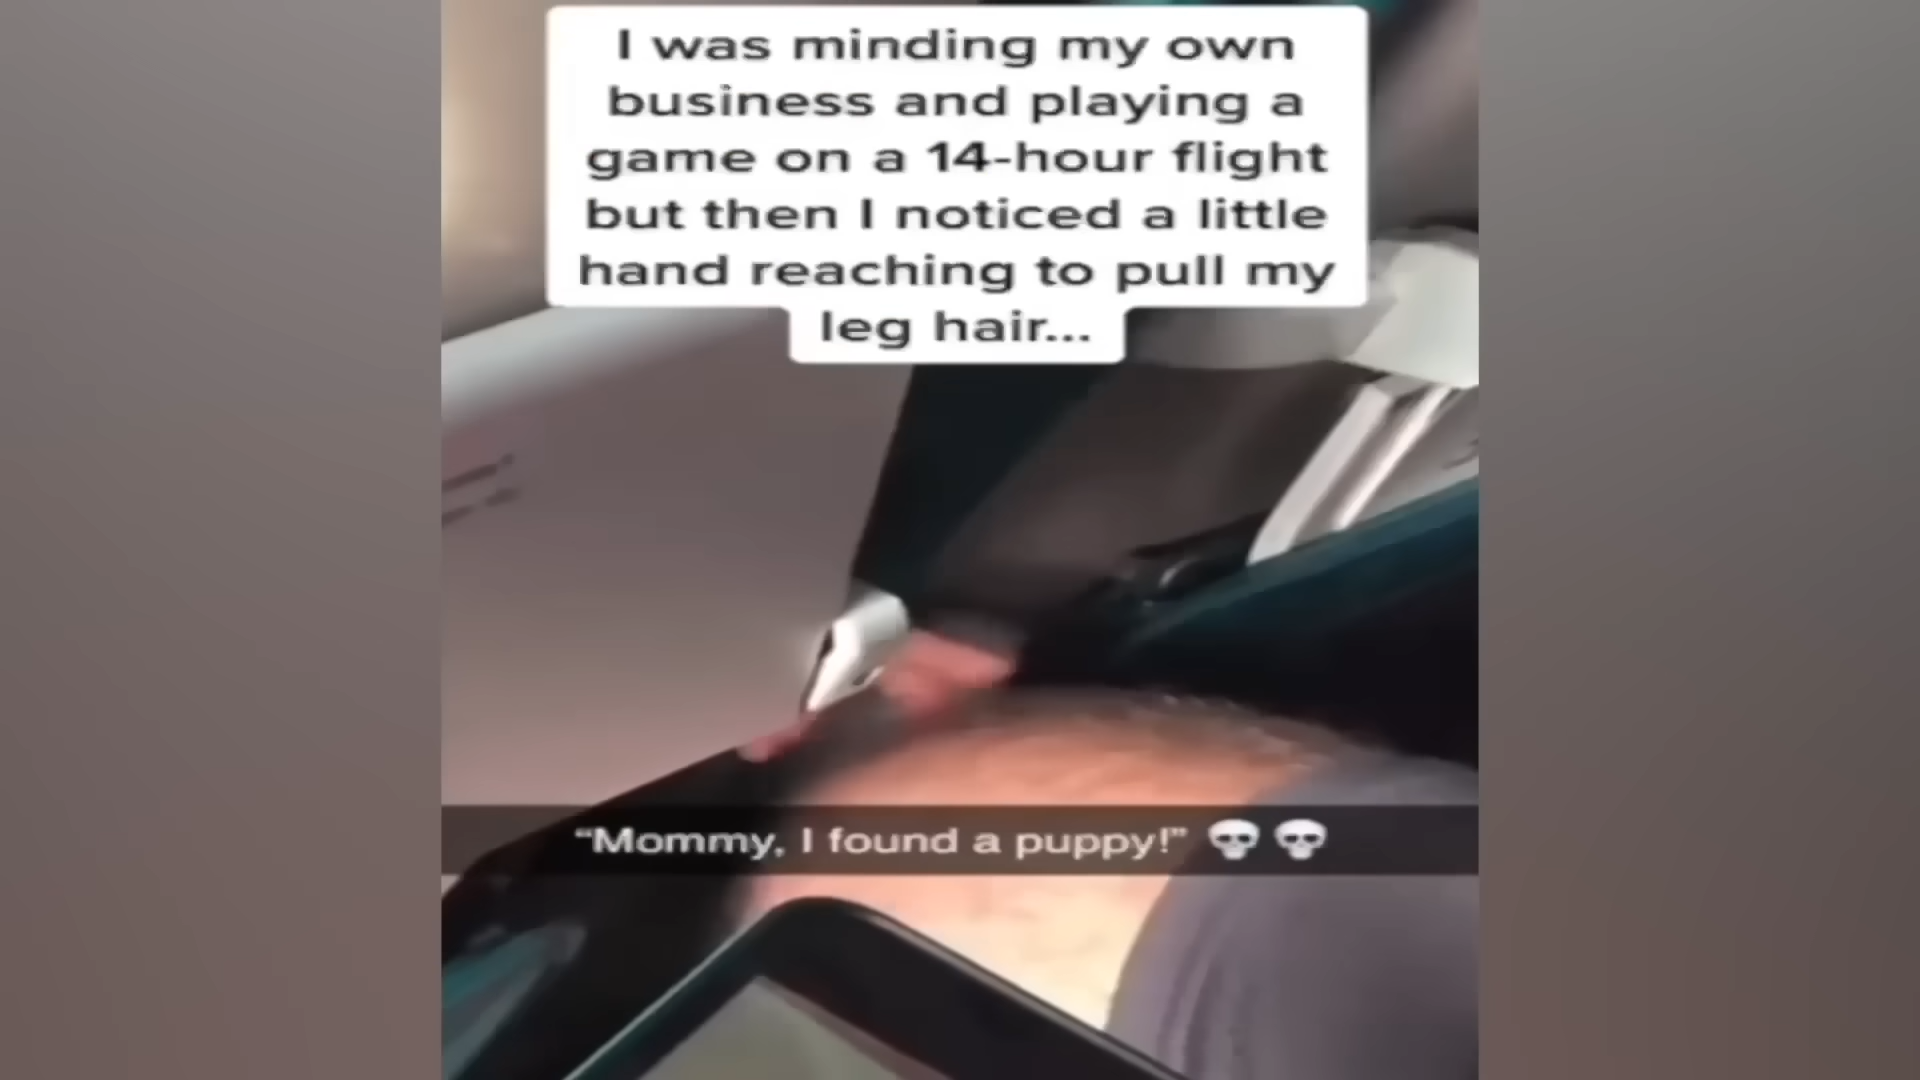 I was minding my own
business and playing a
game on a 14-hour flight
but then I noticed a little
hand reaching to pull my
leg hair...
“Mommy, I found a puppy!” 💀💀